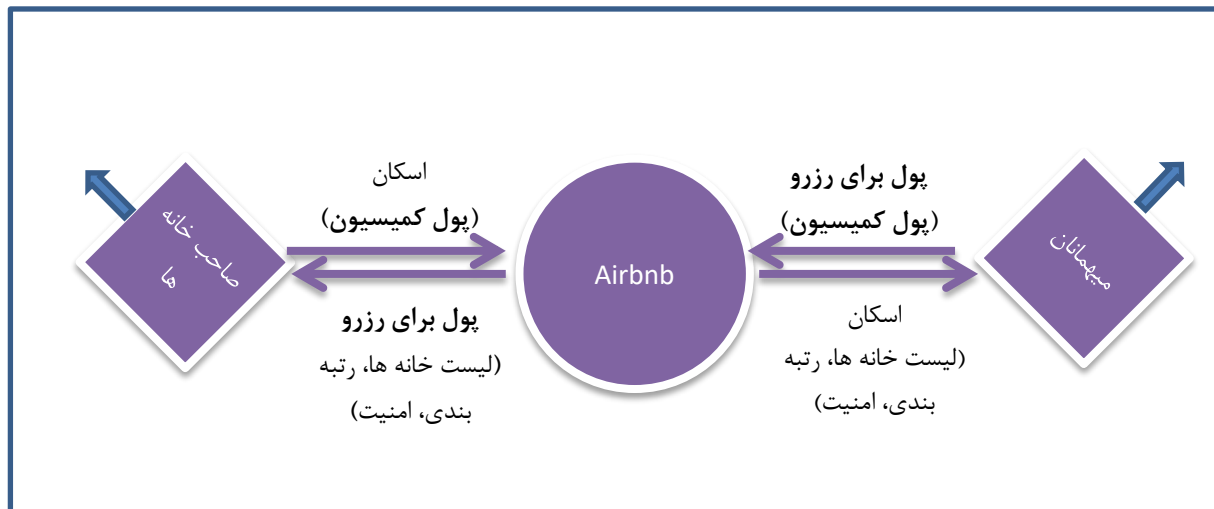 پول برای رزرو
(پول کمیسیون)
میهمانان
اسکان
(لیست خانه ها، رتبه
بندی، امنیت)
Airbnb
اسکان
(پول کمیسیون)
صاحب خانه
ها
پول برای رزرو
(لیست خانه ها، رتبه
بندی، امنیت)